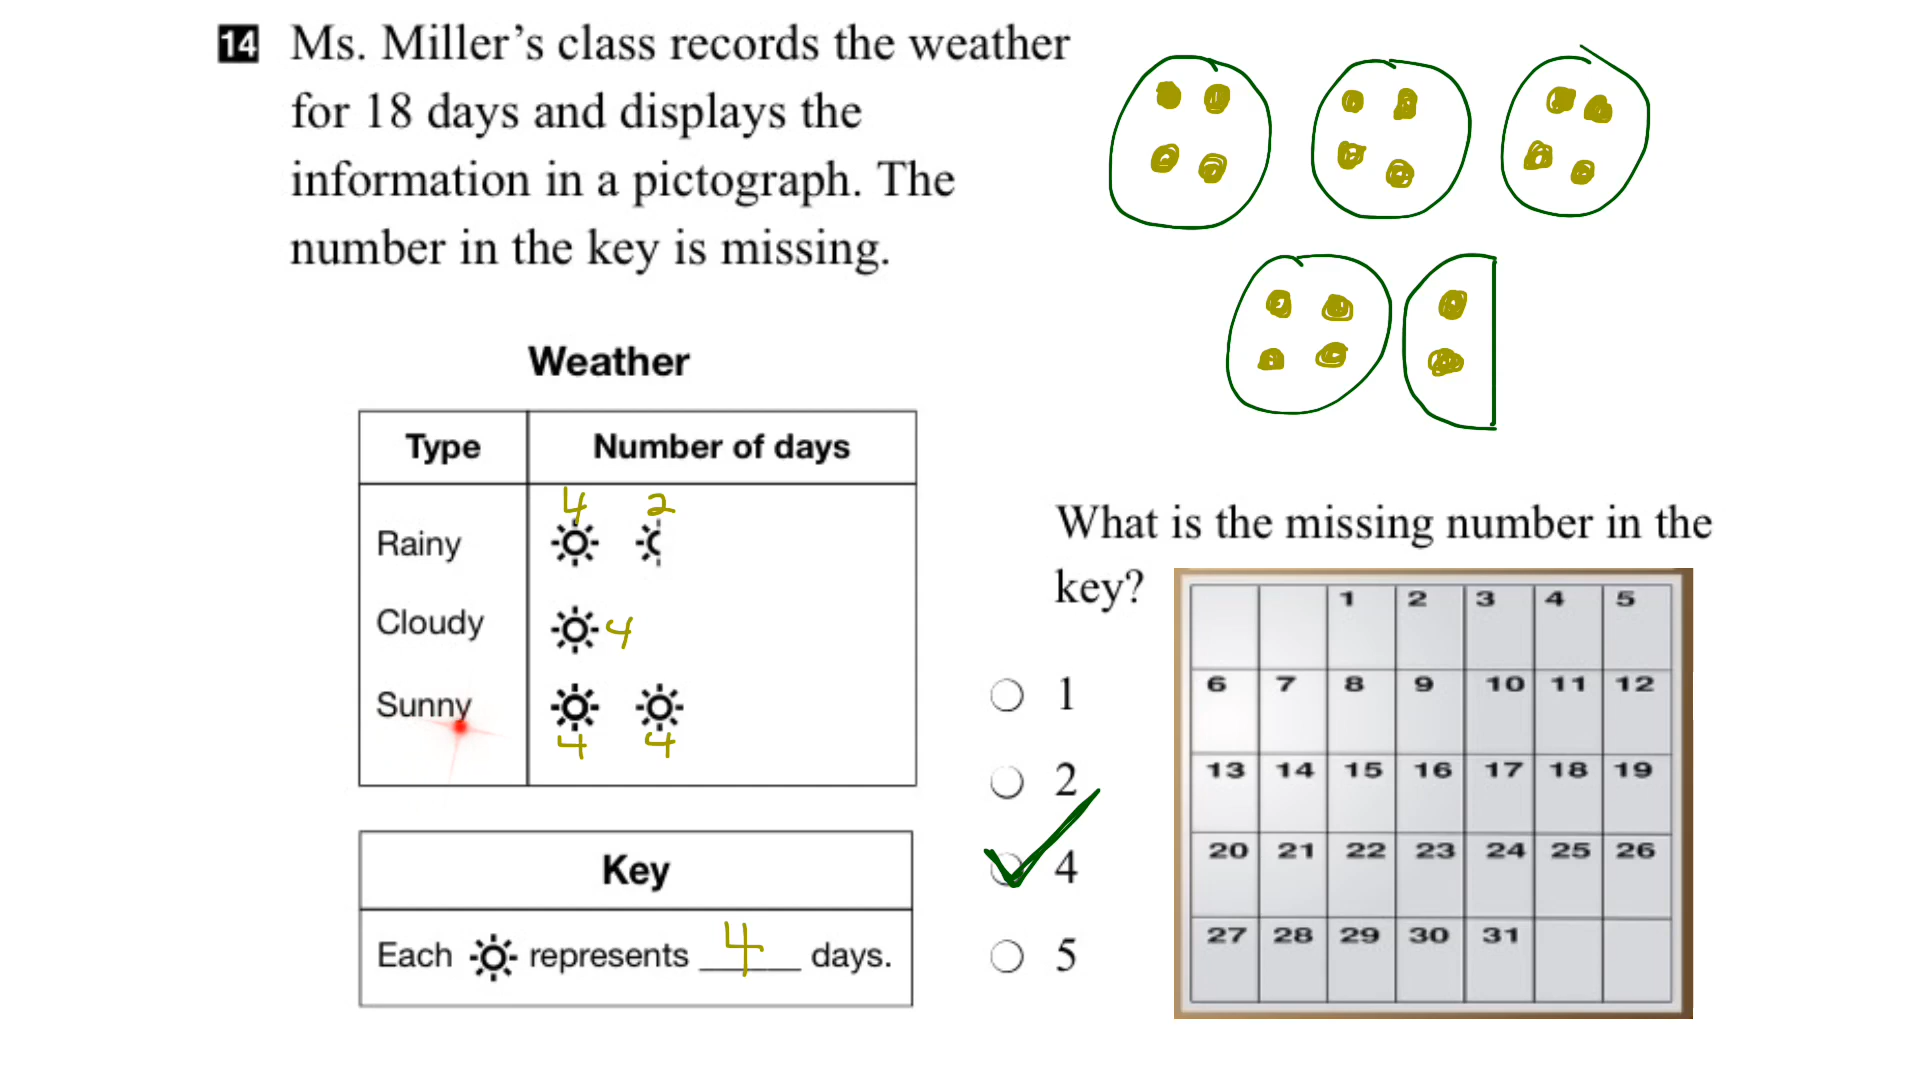 14 Ms. Miller’s class records the weather
for 18 days and displays the
information in a pictograph. The
number in the key is missing.
Weather
Type Number of days
4 2
Rainy
Cloudy 4
Sunny
4 4
Key
Each represents 4 days.
What is the missing number in the
key?
1
2
4
5
1 2 3 4 5
6 7 8 9 10 11 12
13 14 15 16 17 18 19
20 21 22 23 24 25 26
27 28 29 30 31